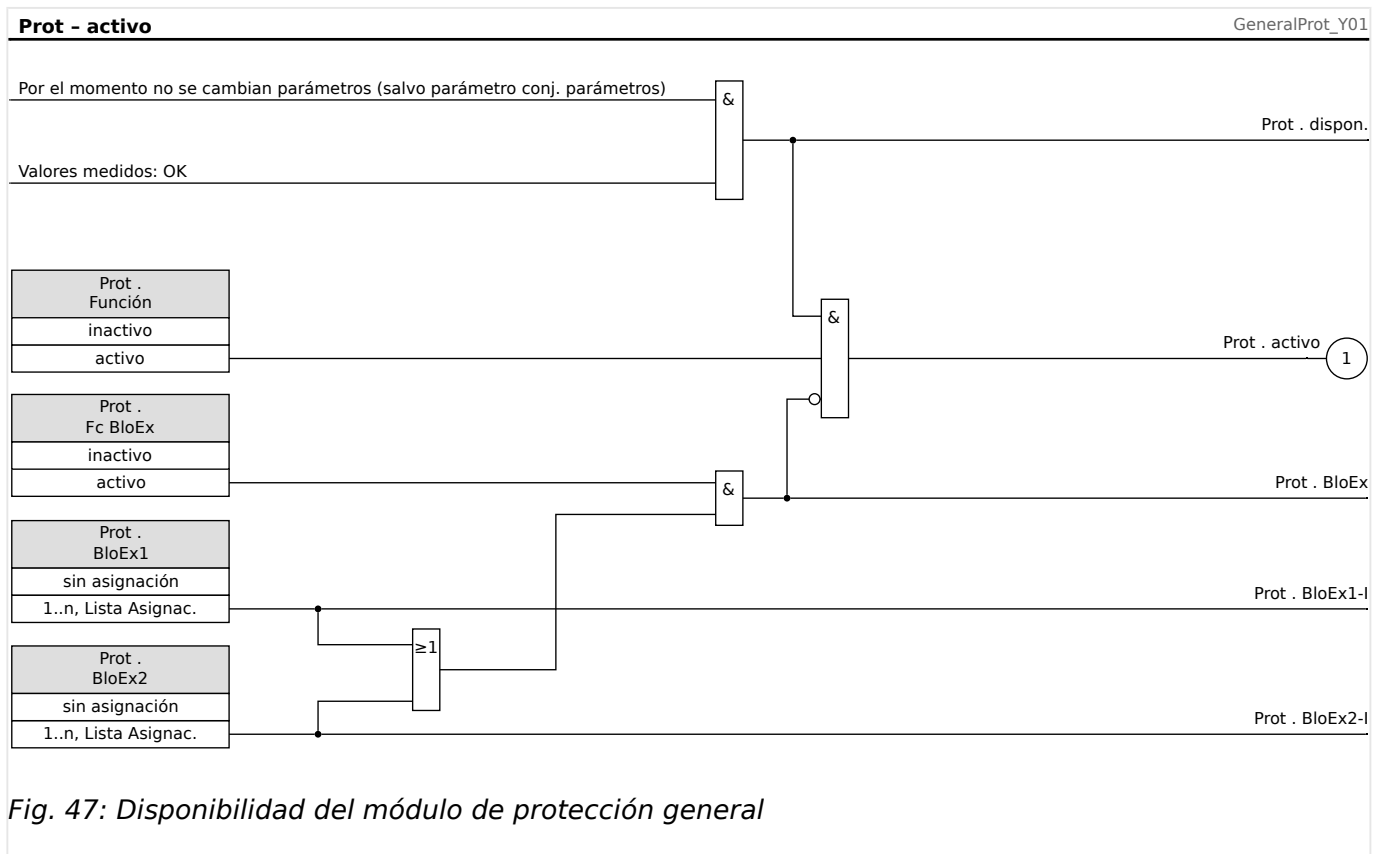 Prot – activo
GeneralProt_Y01
Por el momento no se cambian parámetros (salvo parámetro conj. parámetros)
&
Prot . dispon.
Valores medidos: OK
Prot .
Función
inactivo
activo
&
Prot . activo
1
Prot .
Fc BloEx
inactivo
activo
&
Prot . BloEx
Prot .
BloEx1
sin asignación
1..n, Lista Asignac.
Prot . BloEx1-I
≥1
Prot .
BloEx2
sin asignación
1..n, Lista Asignac.
Prot . BloEx2-I
Fig. 47: Disponibilidad del módulo de protección general